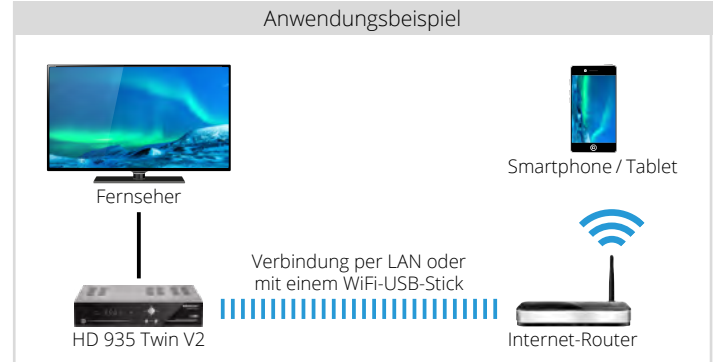 Anwendungsbeispiel
Smartphone / Tablet
Fernseher
Verbindung per LAN oder
mit einem WiFi-USB-Stick
HD 935 Twin V2
Internet-Router